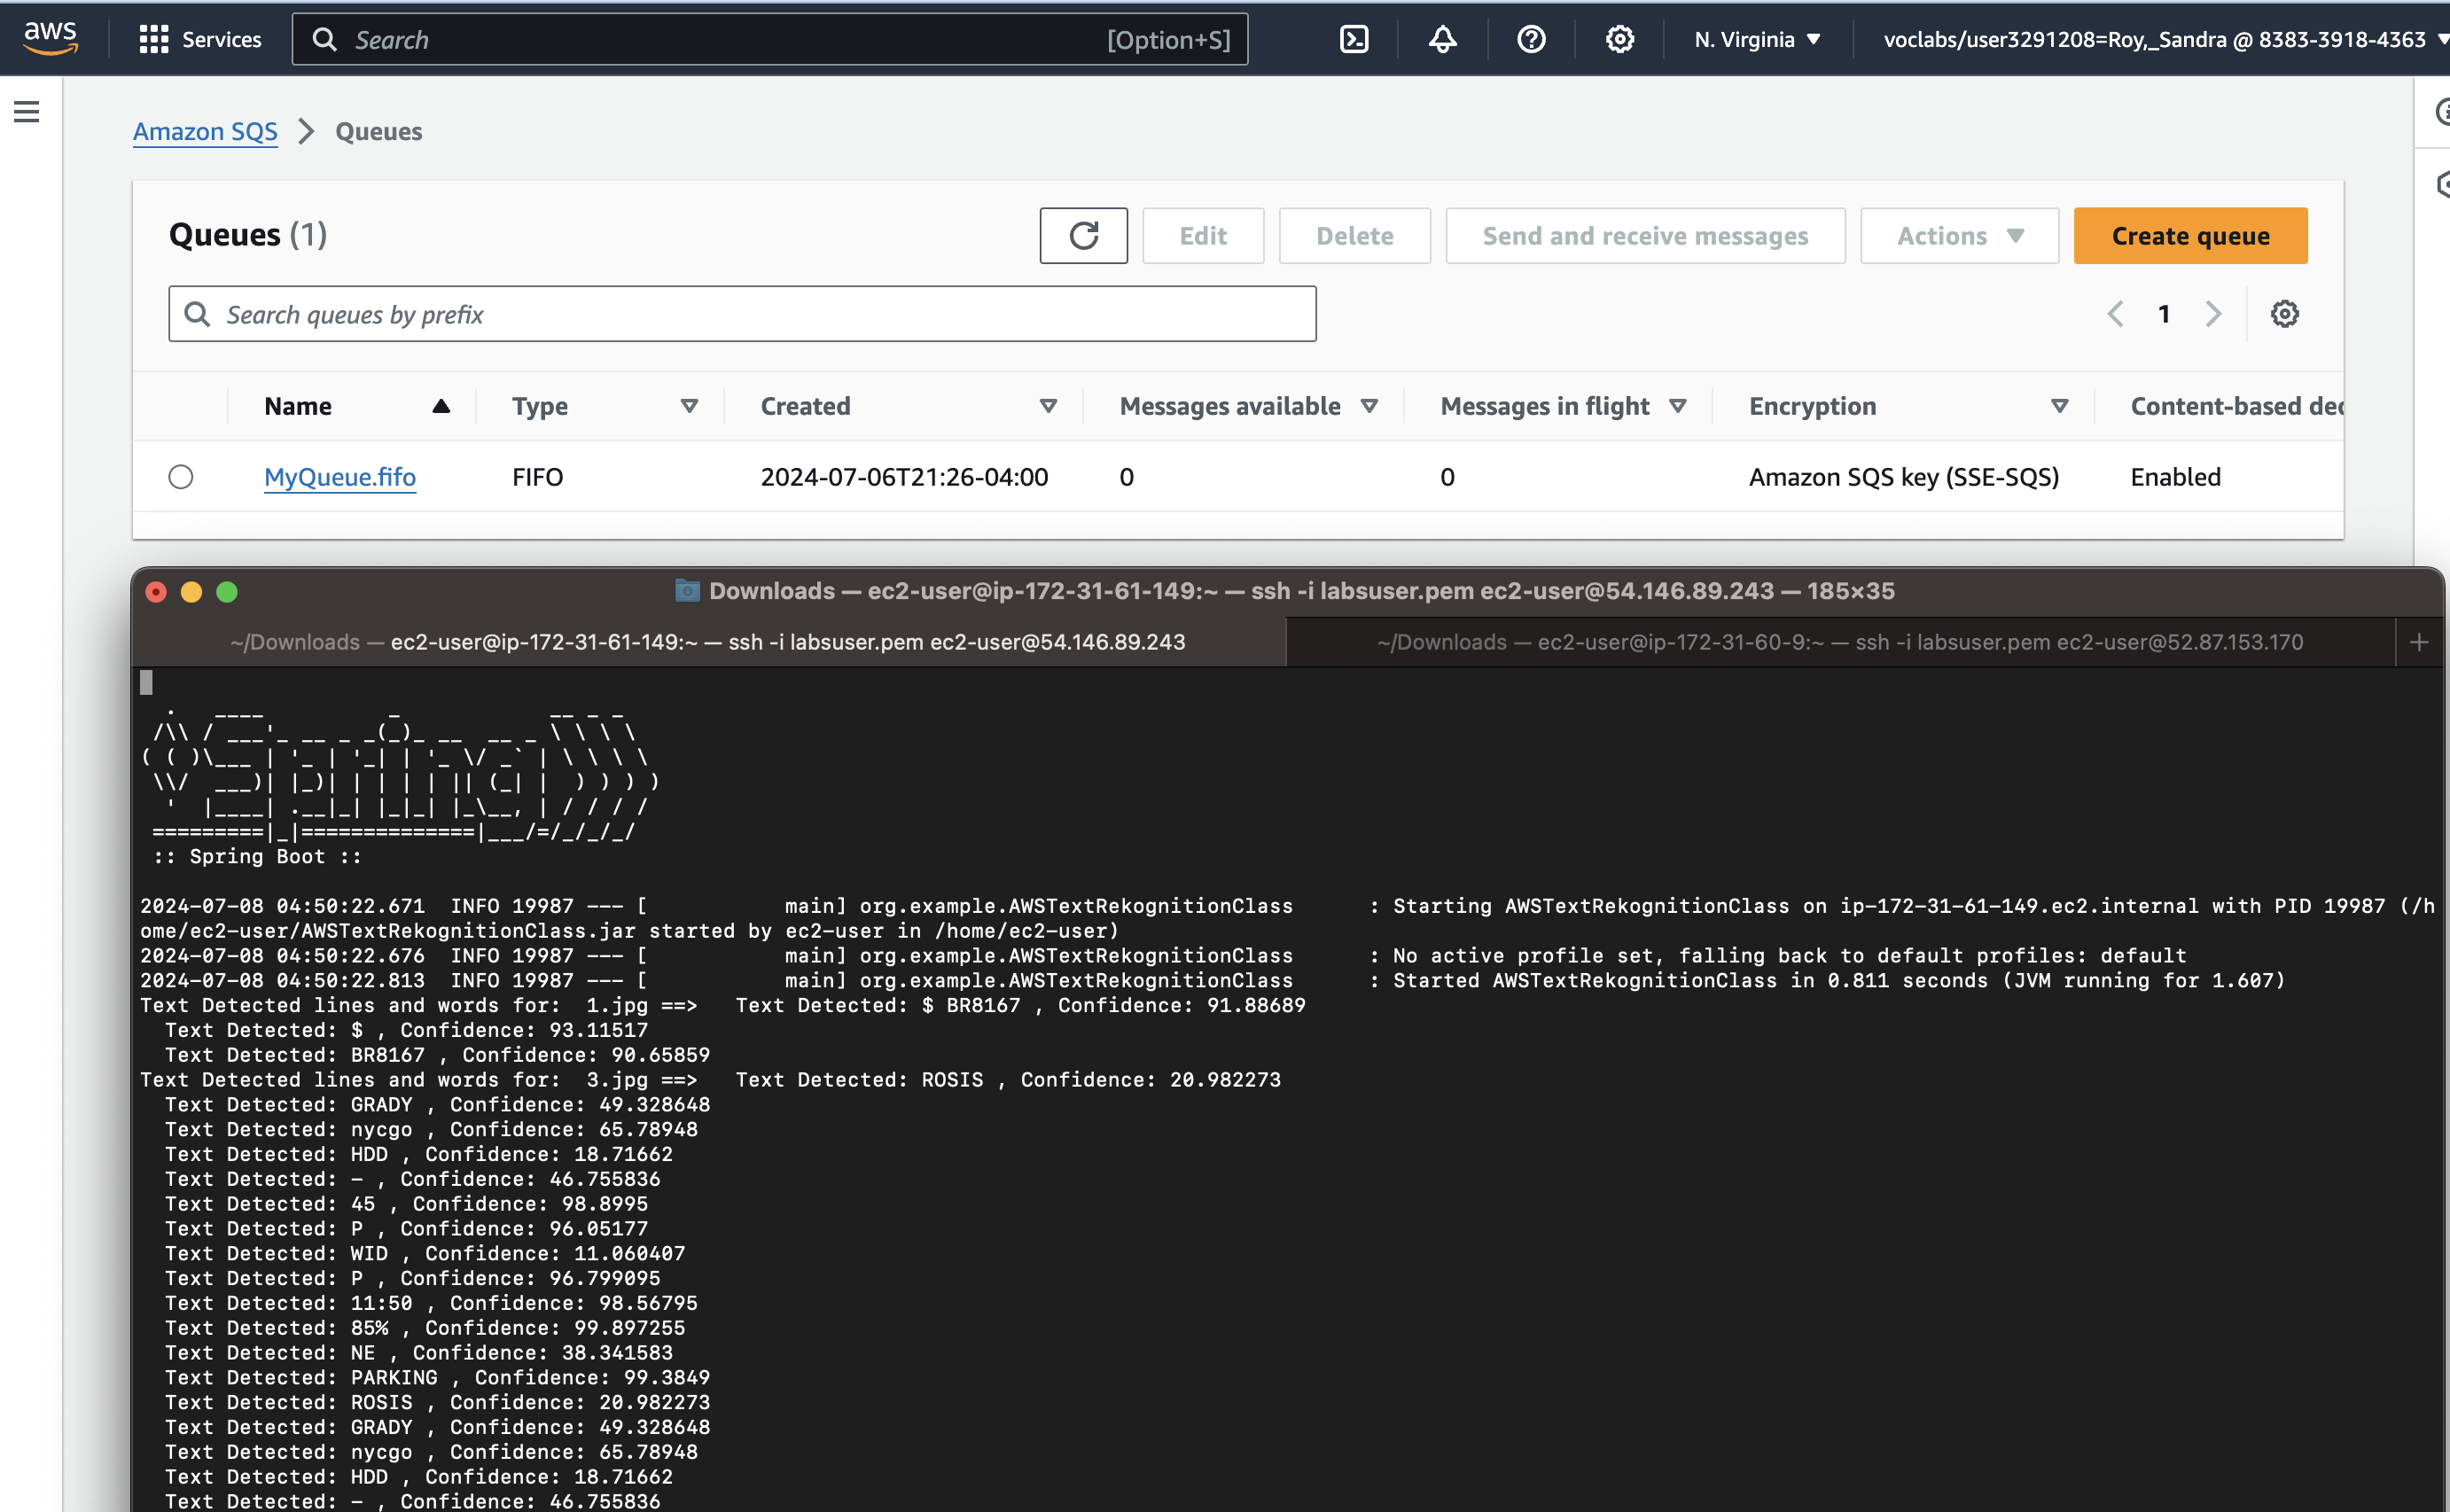 aws Services Search [Option+S] N. Virginia voclabs/user3291208=Roy,_Sandra @ 8383-3918-4363
Amazon SQS > Queues
Queues (1) Edit Delete Send and receive messages Actions Create queue
Search queues by prefix 1
Name Type Created Messages available Messages in flight Encryption Content-based
MyQueue.fifo FIFO 2024-07-06T21:26-04:00 0 0 Amazon SQS key (SSE-SQS) Enabled
Downloads — ec2-user@ip-172-31-61-149:~ — ssh -i labsuser.pem ec2-user@54.146.89.243 — 185×35
~/Downloads — ec2-user@ip-172-31-61-149:~ — ssh -i labsuser.pem ec2-user@54.146.89.243 ~/Downloads — ec2-user@ip-172-31-60-9:~ — ssh -i labsuser.pem ec2-user@52.87.153.170 +
Spring
:: Spring Boot ::
2024-07-08 04:50:22.671  INFO 19987 --- [           main] org.example.AWSTextRekognitionClass      : Starting AWSTextRekognitionClass on ip-172-31-61-149.ec2.internal with PID 19987 (/h
ome/ec2-user/AWSTextRekognitionClass.jar started by ec2-user in /home/ec2-user)
2024-07-08 04:50:22.676  INFO 19987 --- [           main] org.example.AWSTextRekognitionClass      : No active profile set, falling back to default profiles: default
2024-07-08 04:50:22.813  INFO 19987 --- [           main] org.example.AWSTextRekognitionClass      : Started AWSTextRekognitionClass in 0.811 seconds (JVM running for 1.607)
Text Detected lines and words for:  1.jpg ==>   Text Detected: $ BR8167 , Confidence: 91.88689
Text Detected: $ , Confidence: 93.11517
Text Detected: BR8167 , Confidence: 90.65859
Text Detected lines and words for:  3.jpg ==>   Text Detected: ROSIS , Confidence: 20.982273
Text Detected: GRADY , Confidence: 49.328648
Text Detected: nycgo , Confidence: 65.78948
Text Detected: HDD , Confidence: 18.71662
Text Detected: - , Confidence: 46.755836
Text Detected: 45 , Confidence: 98.8995
Text Detected: P , Confidence: 96.05177
Text Detected: WID , Confidence: 11.060407
Text Detected: P , Confidence: 96.799095
Text Detected: 11:50 , Confidence: 98.56795
Text Detected: 85% , Confidence: 99.897255
Text Detected: NE , Confidence: 38.341583
Text Detected: PARKING , Confidence: 99.3849
Text Detected: ROSIS , Confidence: 20.982273
Text Detected: GRADY , Confidence: 49.328648
Text Detected: nycgo , Confidence: 65.78948
Text Detected: HDD , Confidence: 18.71662
Text Detected: - , Confidence: 46.755836